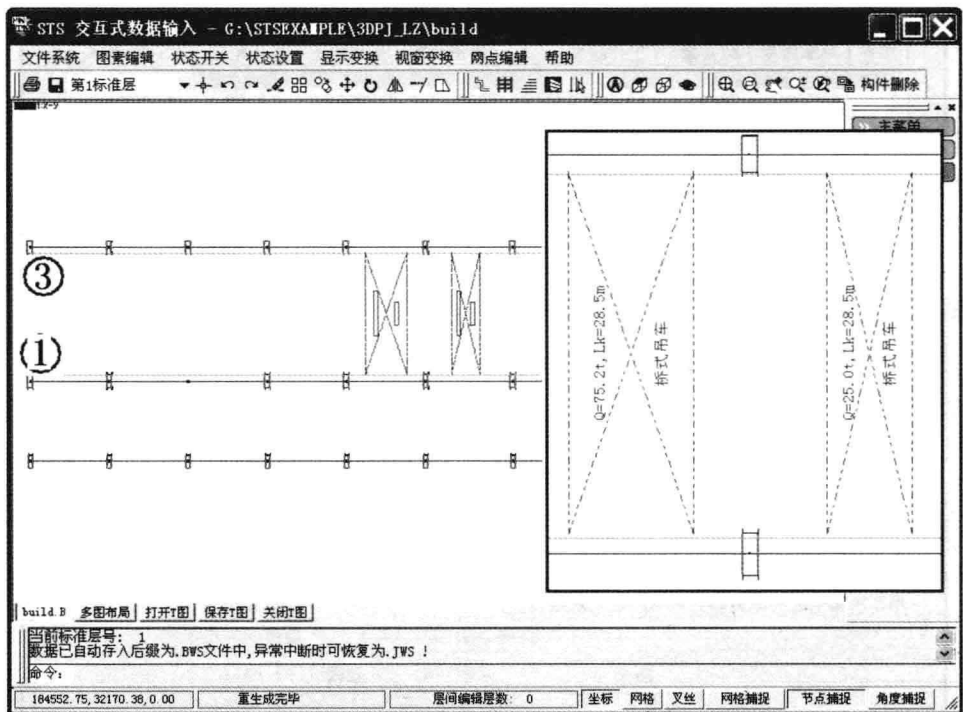 STS 交互式数据输入 - G:\STSEXAMPLE\3DPJ_LZ\build
文件系统 图素编辑 状态开关 状态设置 显示变换 视窗变换 网点编辑 帮助
第1标准层 构件删除
主菜单
③
①
Q=75.2t, Lk=28.5m
桥式吊车
Q=25.0t, Lk=28.5m
桥式吊车
build.B 多图布局 打开T图 保存T图 关闭T图
当前标准层号: 1
数据已自动存入后缀为.BWS文件中,异常中断时可恢复为.JWS !
命令:
184552.75,32170.38,0.00 重生成完毕 层间编辑层数: 0 坐标 网格 叉丝 网格捕捉 节点捕捉 角度捕捉